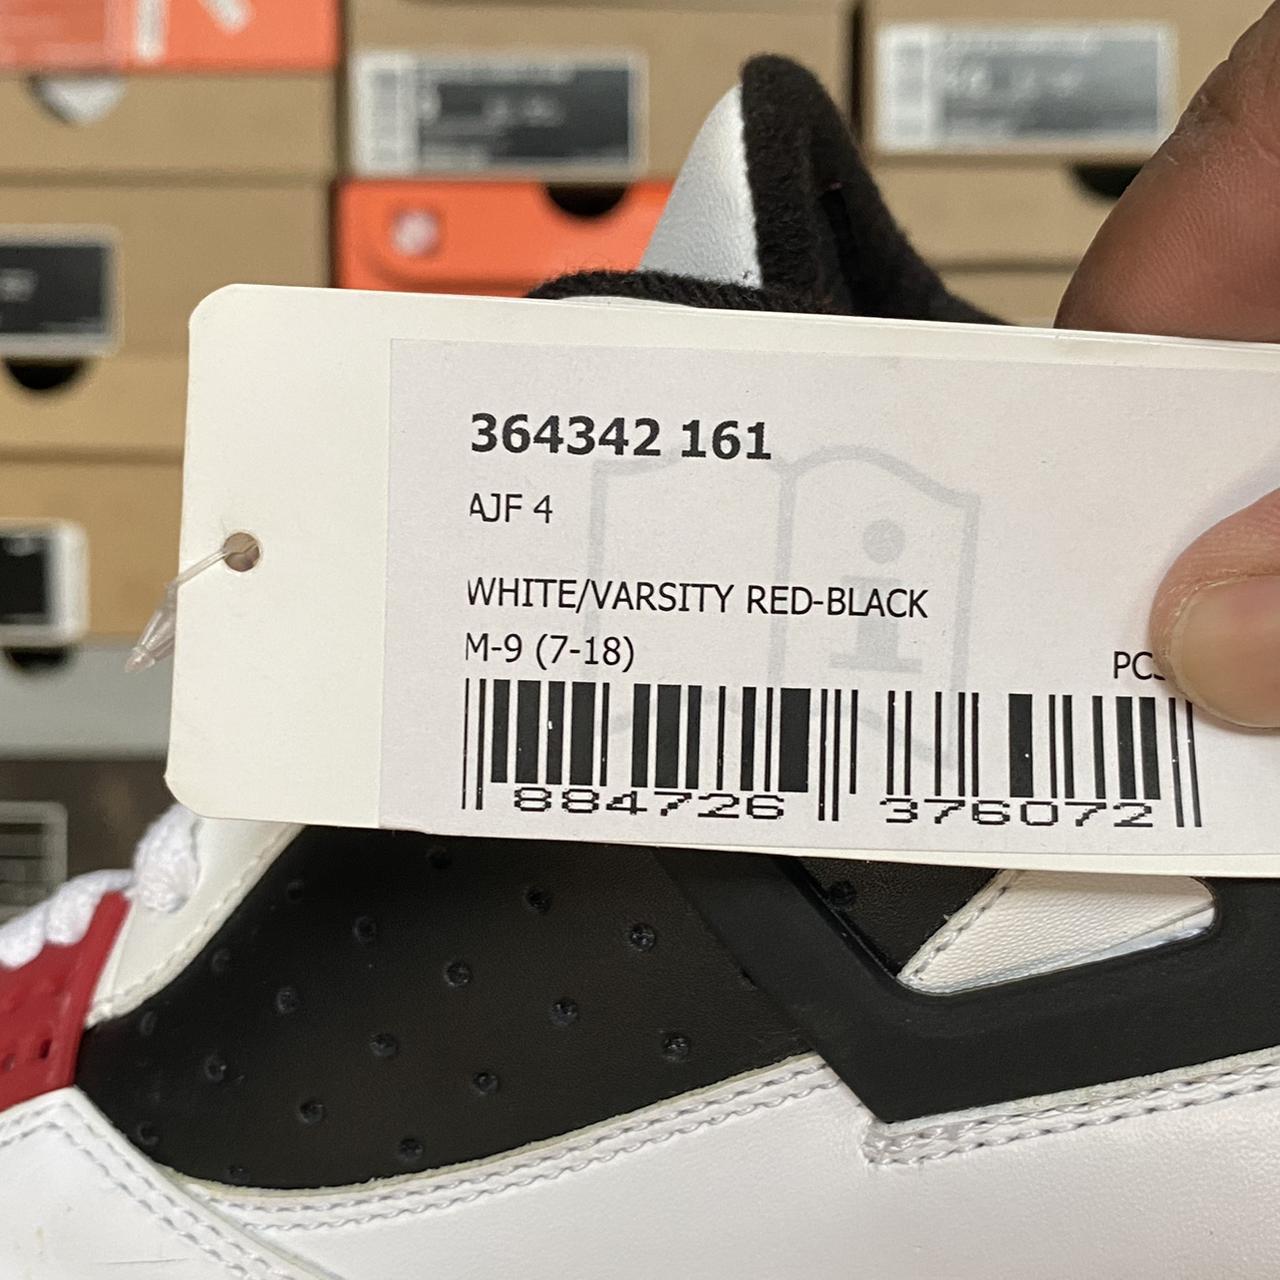 364342 161
AJF 4
WHITE/VARSITY RED-BLACK
M-9 (7-18)
884726 376072